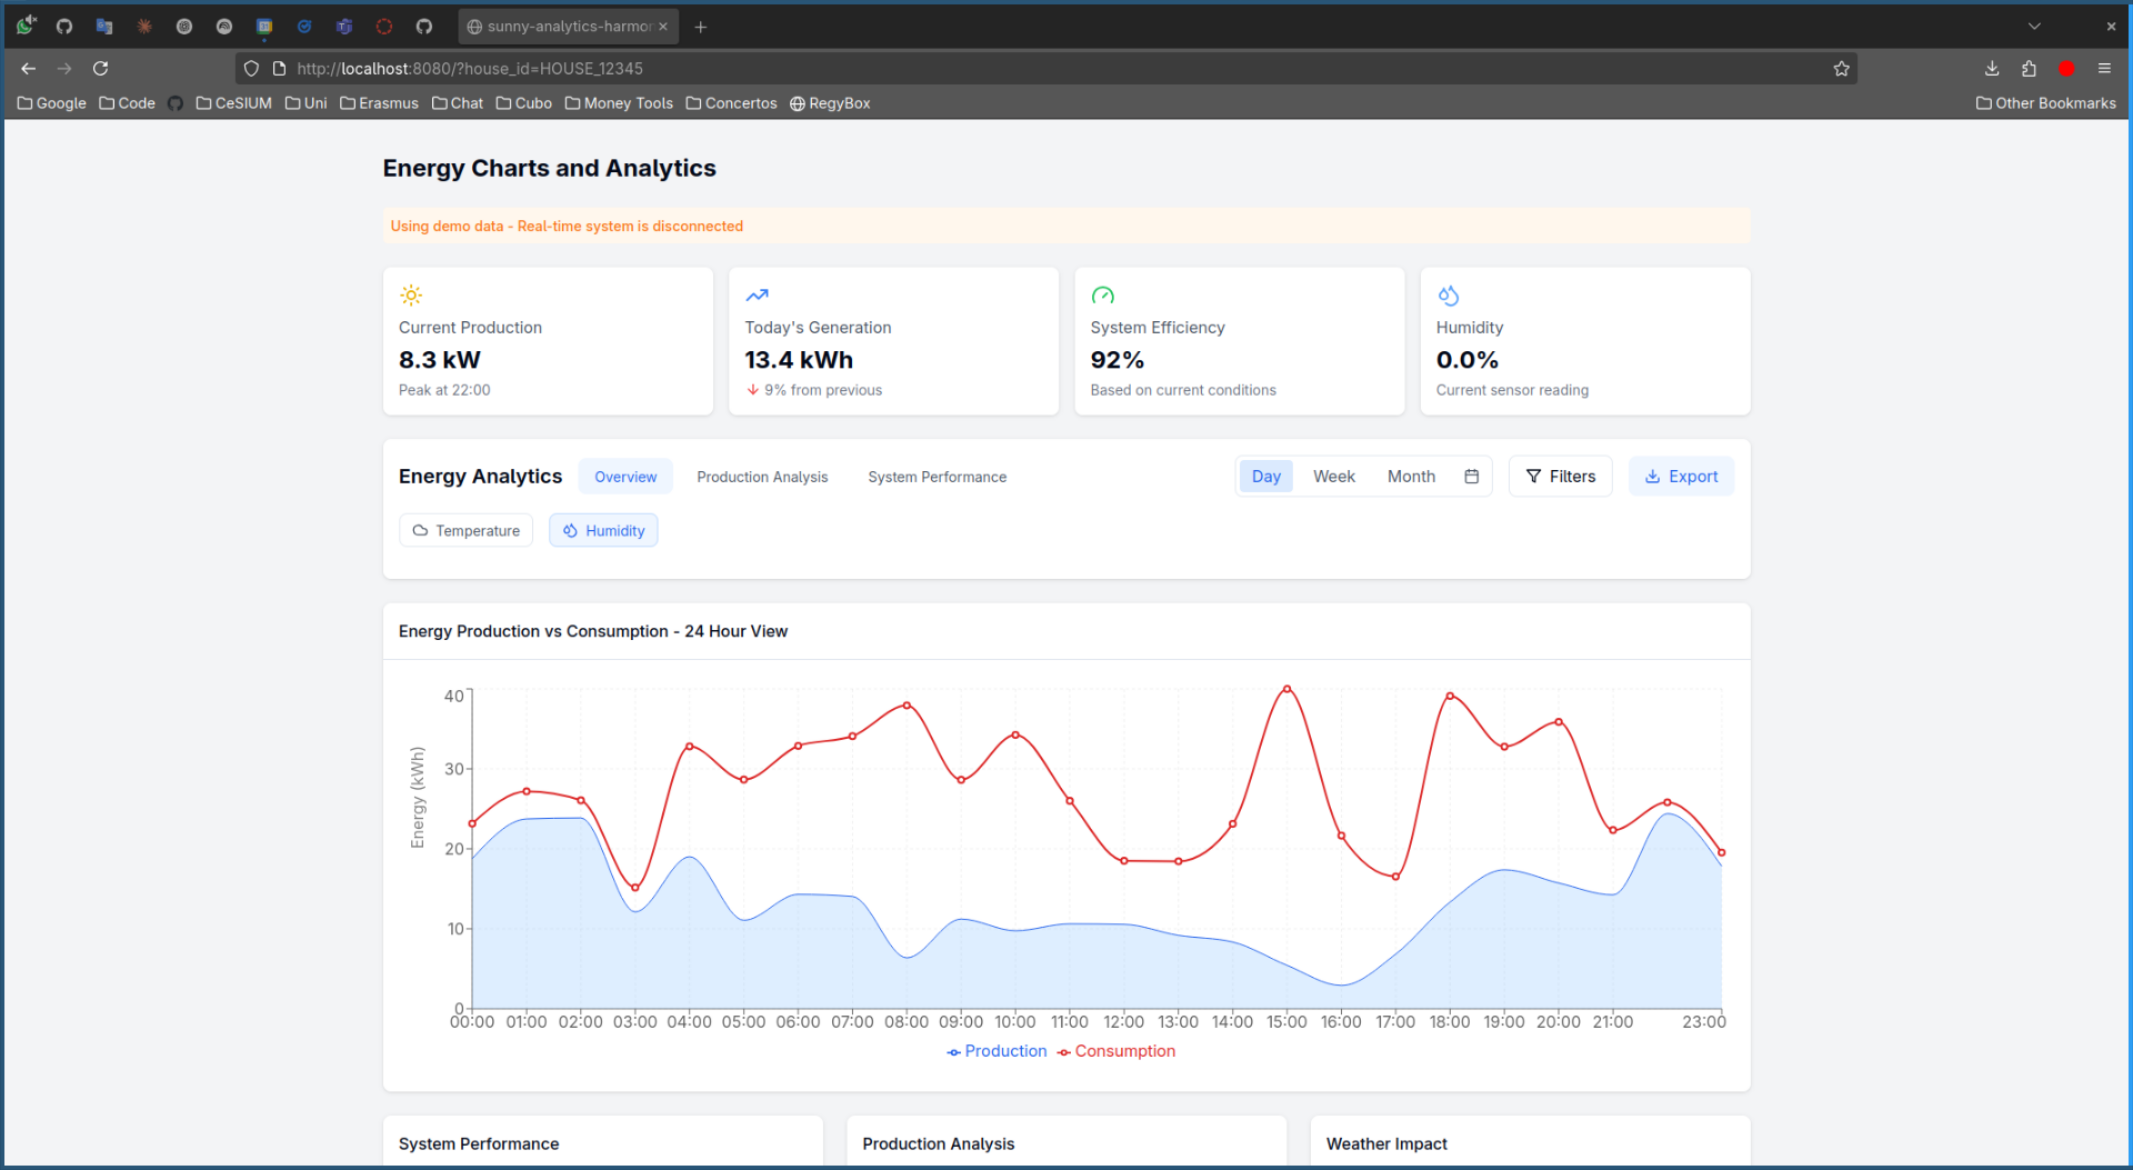 sunny-analytics-harmor
http://localhost:8080/?house_id=HOUSE_12345
Google Code CeSIUM Uni Erasmus Chat Cubo Money Tools Concertos RegyBox Other Bookmarks
Energy Charts and Analytics
Using demo data - Real-time system is disconnected
Current Production
8.3 kW
Peak at 22:00
Today's Generation
13.4 kWh
9% from previous
System Efficiency
92%
Based on current conditions
Humidity
0.0%
Current sensor reading
Energy Analytics Overview Production Analysis System Performance Day Week Month Filters Export
Temperature Humidity
Energy Production vs Consumption - 24 Hour View
Energy (kWh)
40
30
20
10
0
00:00 01:00 02:00 03:00 04:00 05:00 06:00 07:00 08:00 09:00 10:00 11:00 12:00 13:00 14:00 15:00 16:00 17:00 18:00 19:00 20:00 21:00 23:00
Production Consumption
System Performance
Production Analysis
Weather Impact